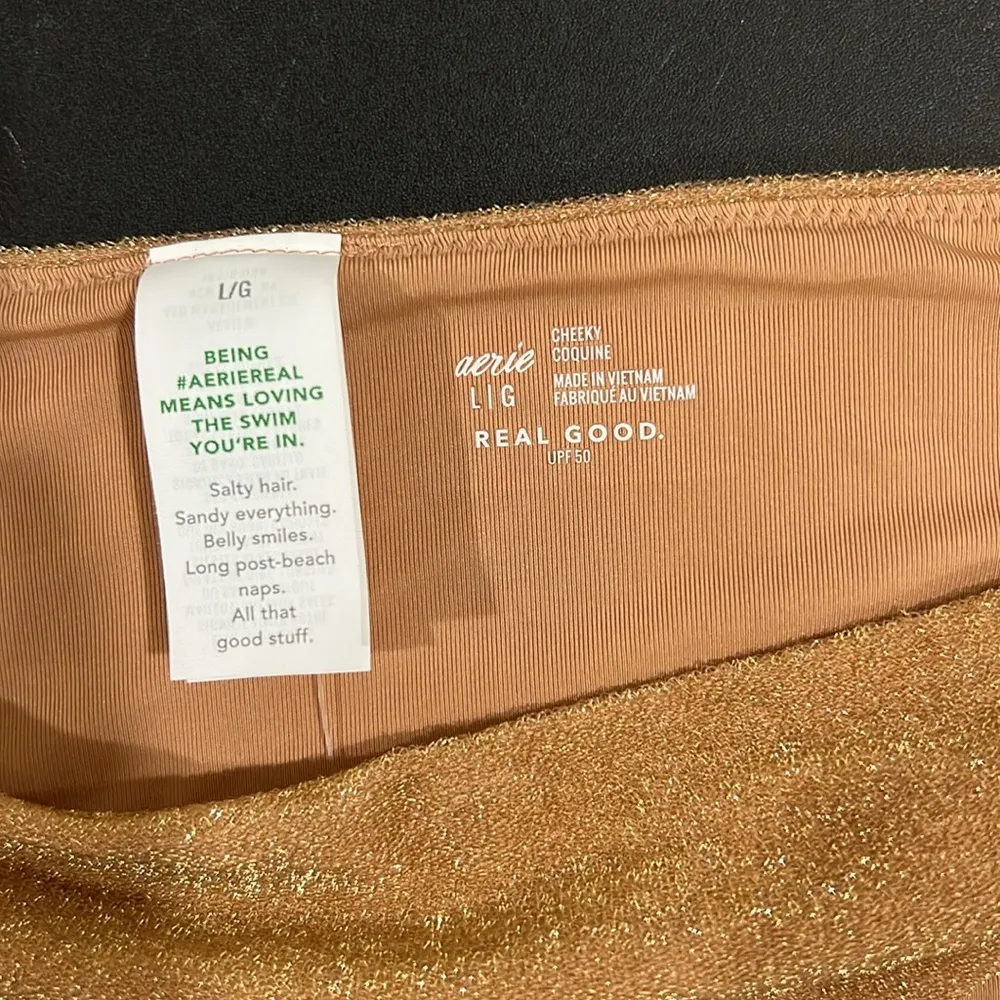 L/G
BEING
#AERIEREAL
MEANS LOVING
THE SWIM
YOU'RE IN.
Salty hair.
Sandy everything.
Belly smiles.
Long post-beach
naps.
All that
good stuff.
aerie
L|G
CHEEKY
COQUINE
MADE IN VIETNAM
FABRIQUÉ AU VIETNAM
REAL GOOD.
UPF 50